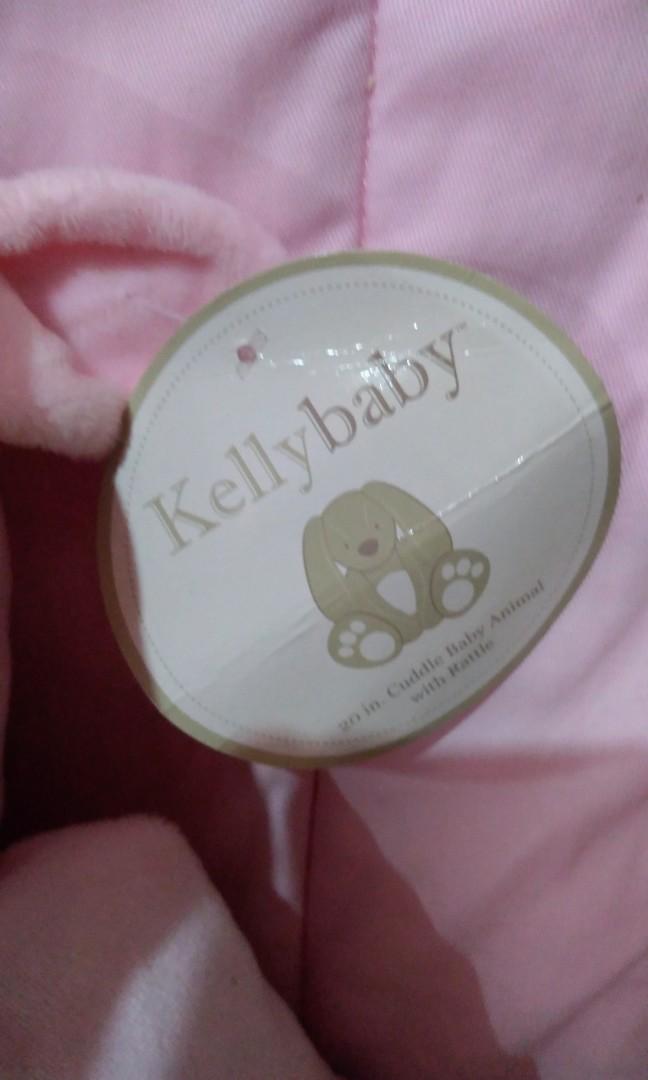 Kellybaby™
20 in. Cuddle Baby Animal
with Rattle